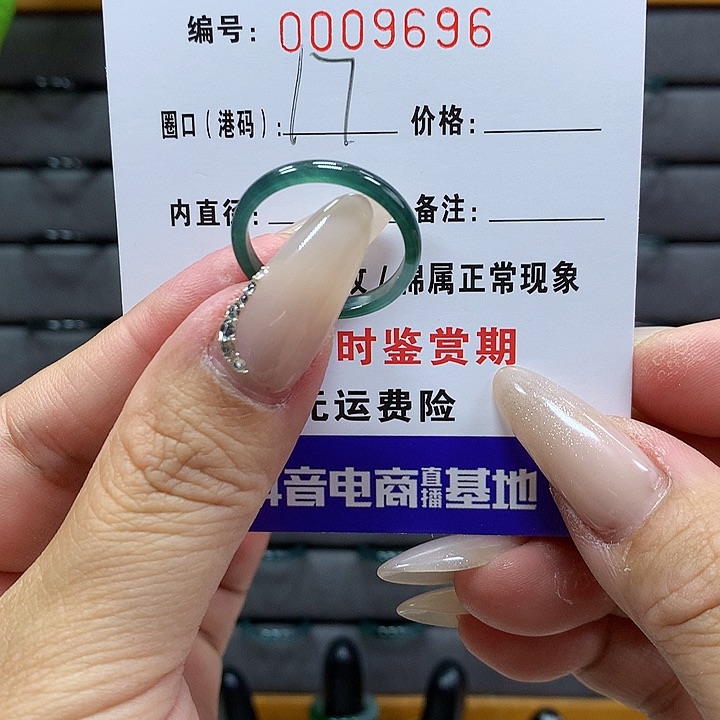 编号：0009696
圈口（港码）：17 价格：
内直径： 备注：
/棉属正常现象
时鉴赏期
运费险
音电商直播基地